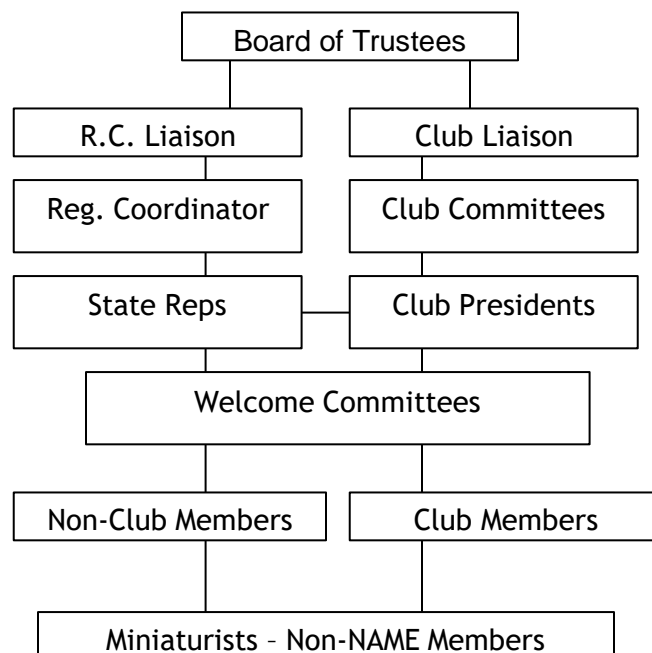 Board of Trustees
R.C. Liaison
Club Liaison
Reg. Coordinator
Club Committees
State Reps
Club Presidents
Welcome Committees
Non-Club Members
Club Members
Miniaturists – Non-NAME Members